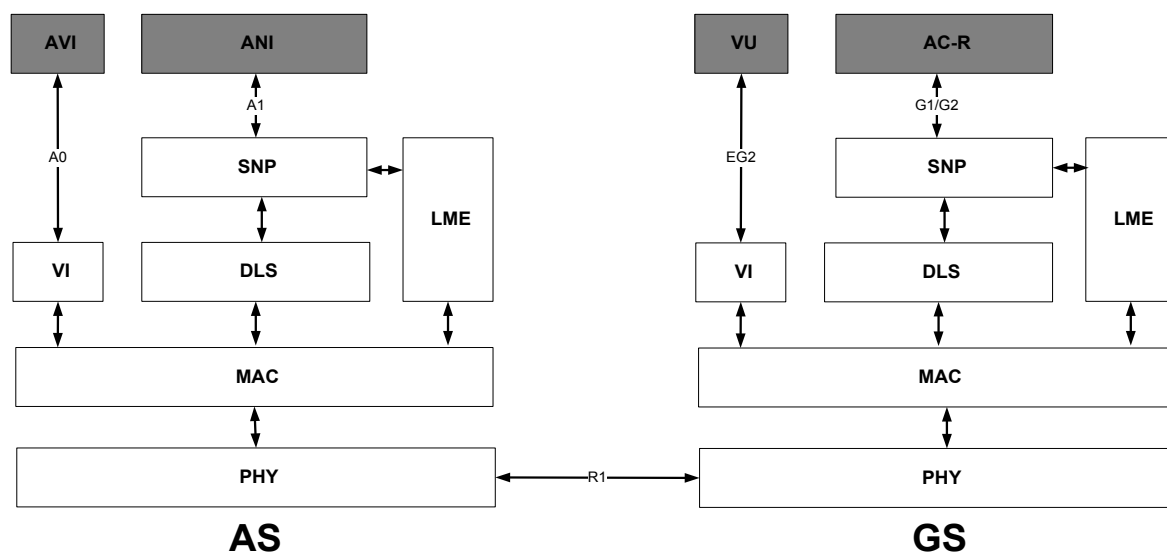 AVI
ANI
VU
AC-R
A1
G1/G2
A0
EG2
SNP
SNP
LME
LME
VI
DLS
VI
DLS
MAC
MAC
PHY
R1
PHY
AS
GS